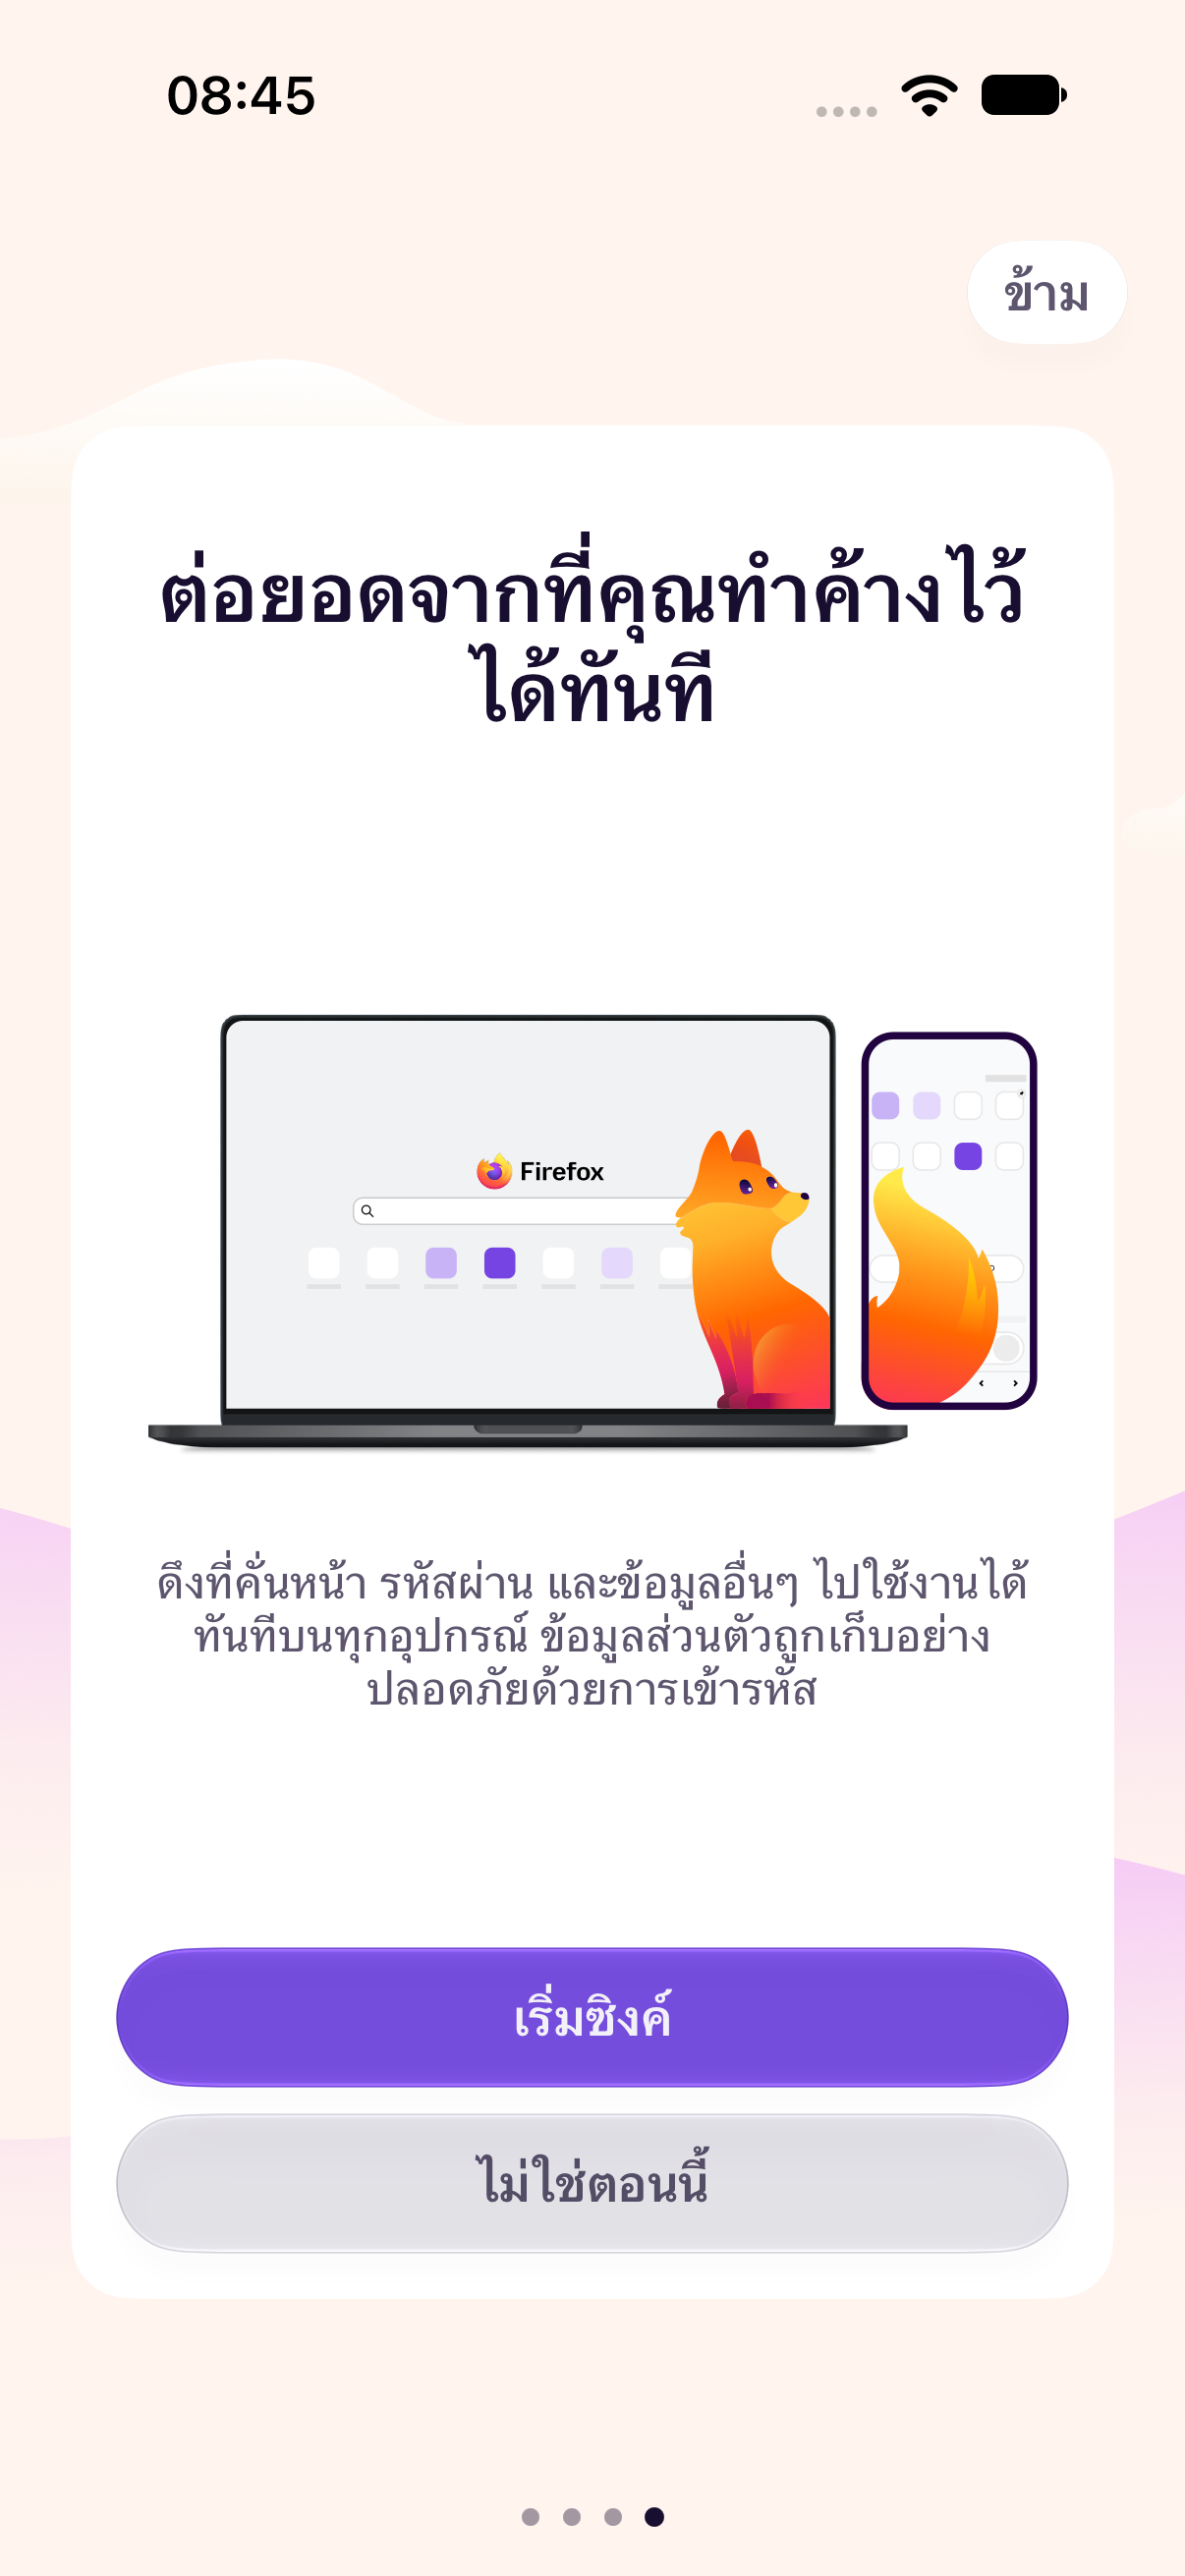 08:45
ข้าม
ต่อยอดจากที่คุณทำค้างไว้
ได้ทันที
Firefox
ดึงที่คั่นหน้า รหัสผ่าน และข้อมูลอื่นๆ ไปใช้งานได้
ทันทีบนทุกอุปกรณ์ ข้อมูลส่วนตัวถูกเก็บอย่าง
ปลอดภัยด้วยการเข้ารหัส
เริ่มซิงค์
ไม่ใช่ตอนนี้